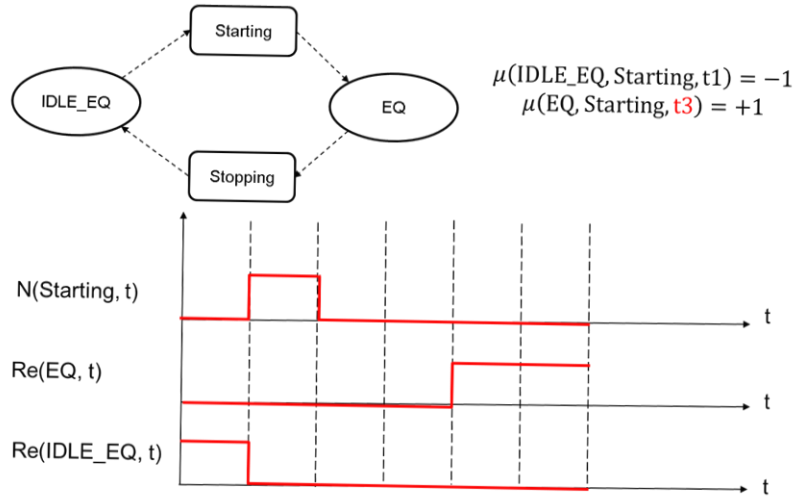 Starting
IDLE_EQ
EQ
Stopping
μ(IDLE_EQ, Starting, t1) = −1
μ(EQ, Starting, t3) = +1
N(Starting, t)
t
Re(EQ, t)
t
Re(IDLE_EQ, t)
t